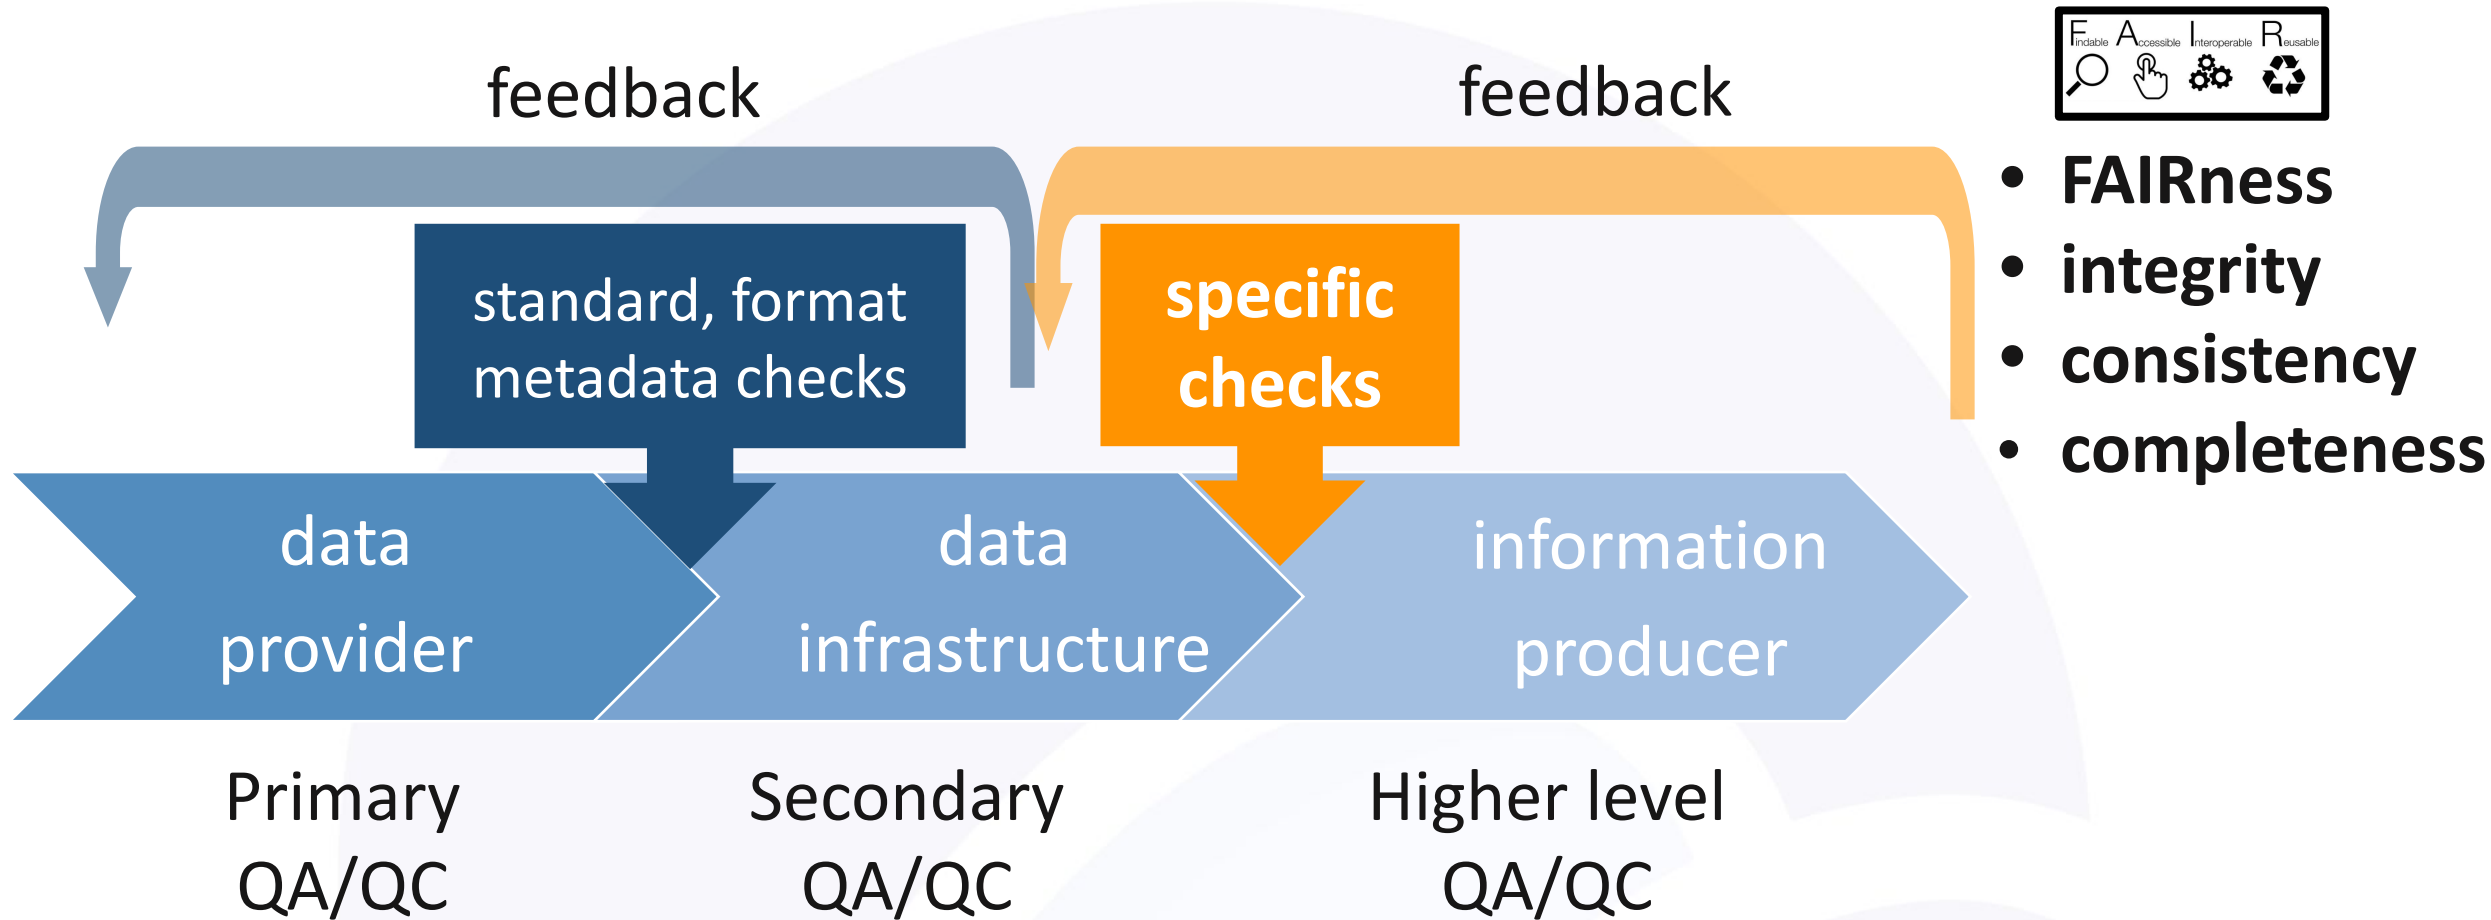 feedback
feedback
Findable Accessible Interoperable Reusable
• FAIRness
• integrity
• consistency
• completeness
standard, format
metadata checks
specific
checks
data
provider
data
infrastructure
information
producer
Primary
QA/QC
Secondary
QA/QC
Higher level
QA/QC